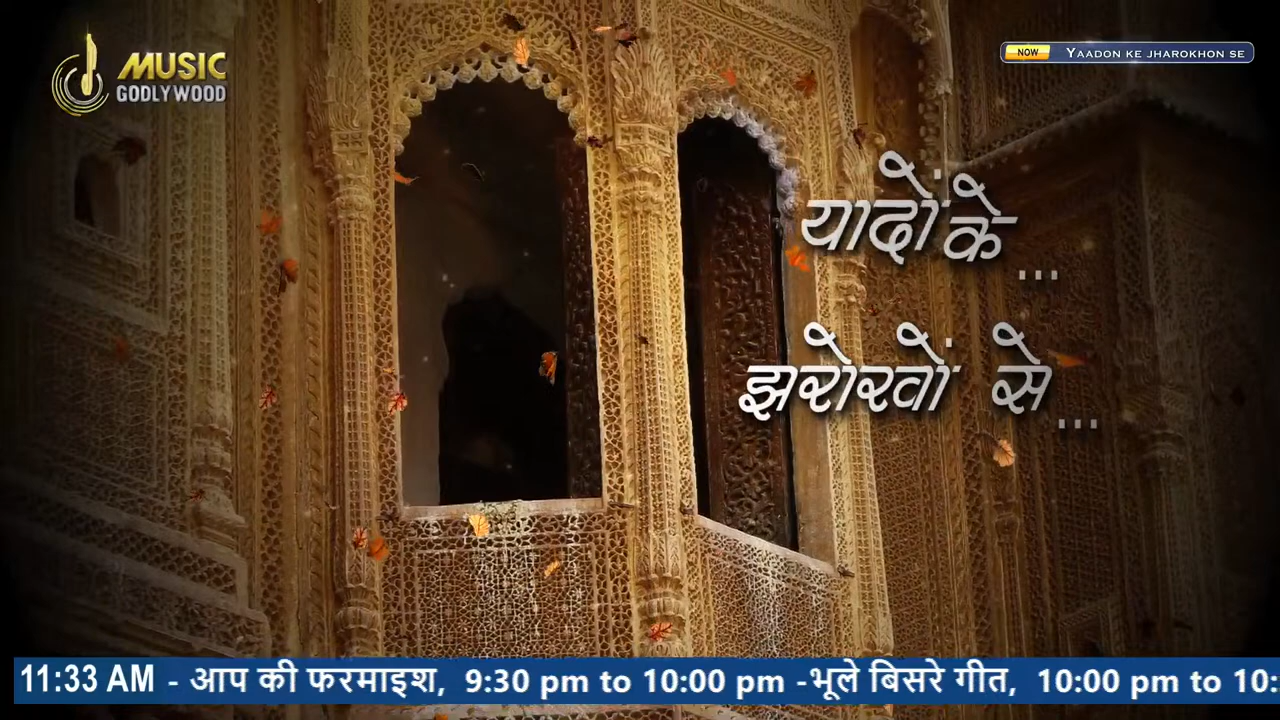 MUSIC
GODLYWOOD
NOW YAADON KE JHAROKHON SE
यादों के ...
झरोखों से ...
11:33 AM - आप की फरमाइश, 9:30 pm to 10:00 pm -भूले बिसरे गीत, 10:00 pm to 10: